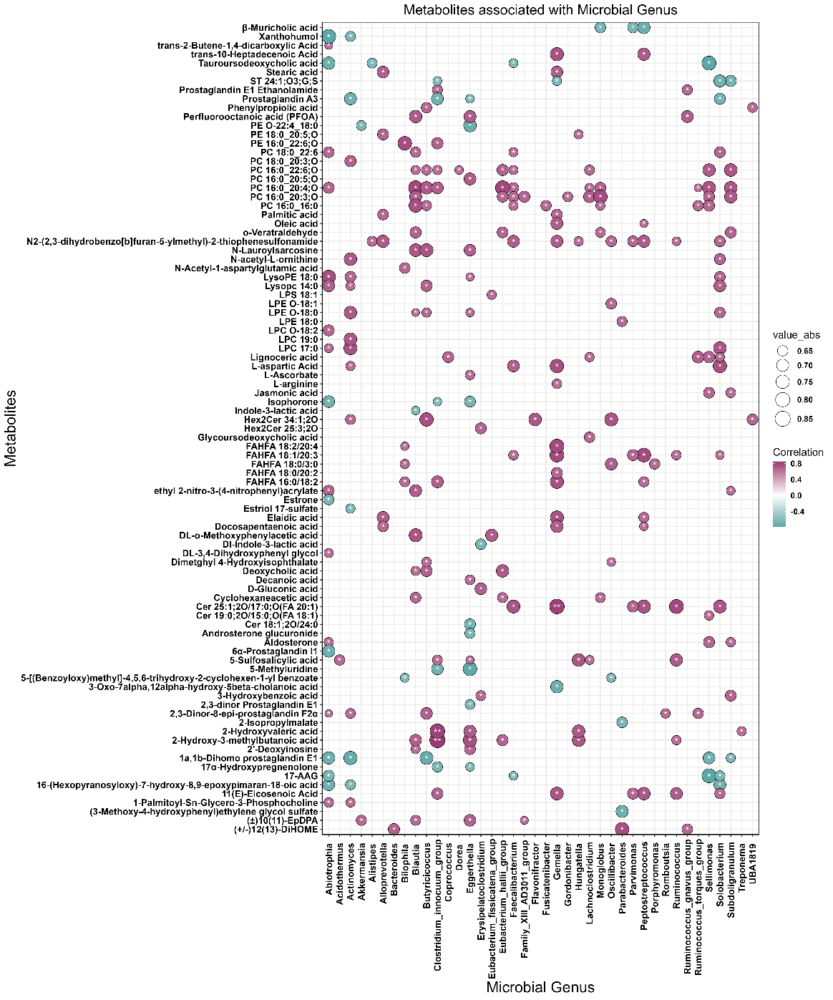 Metabolites associated with Microbial Genus
β-Muricholic acid
Xanthohumol
trans-2-Butene-1,4-dicarboxylic Acid
trans-10-Heptadecenoic Acid
Tauroursodeoxycholic acid
Stearic acid
ST 24:1;O3;G;S
Prostaglandin E1 Ethanolamide
Prostaglandin A3
Phenylpropiolic acid
Perfluorooctanoic acid (PFOA)
PE O-22:4_18:0
PE 18:0_20:5;O
PE 16:0_22:6;O
PC 18:0_22:6
PC 18:0_20:3;O
PC 16:0_22:6;O
PC 16:0_20:5;O
PC 16:0_20:4;O
PC 16:0_20:3;O
PC 16:0_16:0
Palmitic acid
Oleic acid
o-Veratraldehyde
N2-(2,3-dihydrobenzo[b]furan-5-ylmethyl)-2-thiophenesulfonamide
N-Lauroylsarcosine
N-acetyl-L-ornithine
N-Acetyl-1-aspartylglutamic acid
LysoPE 18:0
Lysopc 14:0
LPS 18:1
LPE O-18:1
LPE O-18:0
LPE 18:0
LPC O-18:2
LPC 19:0
LPC 17:0
Lignoceric acid
L-aspartic Acid
L-Ascorbate
L-arginine
Jasmonic acid
Isophorone
Indole-3-lactic acid
Hex2Cer 34:1;2O
Hex2Cer 25:3;2O
Glycoursodeoxycholic acid
FAHFA 18:2/20:4
FAHFA 18:1/20:3
FAHFA 18:0/3:0
FAHFA 18:0/20:2
FAHFA 16:0/18:2
ethyl 2-nitro-3-(4-nitrophenyl)acrylate
Estrone
Estriol 17-sulfate
Elaidic acid
Docosapentaenoic acid
DL-α-Methoxyphenylacetic acid
Dl-Indole-3-lactic acid
DL-3,4-Dihydroxyphenyl glycol
Dimetghyl 4-Hydroxyisophthalate
Deoxycholic acid
Decanoic acid
D-Gluconic acid
Cyclohexaneacetic acid
Cer 25:1;2O/17:0;O(FA 20:1)
Cer 19:0;2O/15:0;O(FA 18:1)
Cer 18:1;2O/24:0
Androsterone glucuronide
Aldosterone
6α-Prostaglandin I1
5-Sulfosalicylic acid
5-Methyluridine
5-[(Benzoyloxy)methyl]-4,5,6-trihydroxy-2-cyclohexen-1-yl benzoate
3-Oxo-7alpha,12alpha-hydroxy-5beta-cholanoic acid
3-Hydroxybenzoic acid
2,3-dinor Prostaglandin E1
2,3-Dinor-8-epi-prostaglandin F2α
2-Isopropylmalate
2-Hydroxyvaleric acid
2-Hydroxy-3-methylbutanoic acid
2'-Deoxyinosine
1a,1b-Dihomo prostaglandin E1
17α-Hydroxypregnenolone
17-AAG
16-(Hexopyranosyloxy)-7-hydroxy-8,9-epoxypimaran-18-oic acid
11(E)-Eicosenoic Acid
1-Palmitoyl-Sn-Glycero-3-Phosphocholine
(3-Methoxy-4-hydroxyphenyl)ethylene glycol sulfate
(±)10(11)-EpDPA
(+/-)12(13)-DiHOME
Metabolites
Abiotrophia
Acidothermus
Actinomyces
Akkermansia
Alistipes
Alloprevotella
Bacteroides
Bilophila
Blautia
Butyricicoccus
Clostridium_innocuum_group
Coprococcus
Dorea
Eggerthella
Erysipelatoclostridium
Eubacterium_fissicatena_group
Eubacterium_hallii_group
Faecalibacterium
Family_XIII_AD3011_group
Flavonifractor
Fusicatenibacter
Gemella
Gordonibacter
Hungatella
Lachnoclostridium
Monoglobus
Oscillibacter
Parabacteroides
Parvimonas
Peptostreptococcus
Porphyromonas
Romboutsia
Ruminococcus
Ruminococcus_gnavus_group
Ruminococcus_torques_group
Sellimonas
Solobacterium
Subdoligranulum
Treponema
UBA1819
Microbial Genus
value_abs
0.65
0.70
0.75
0.80
0.85
Correlation
0.8
0.4
0.0
-0.4